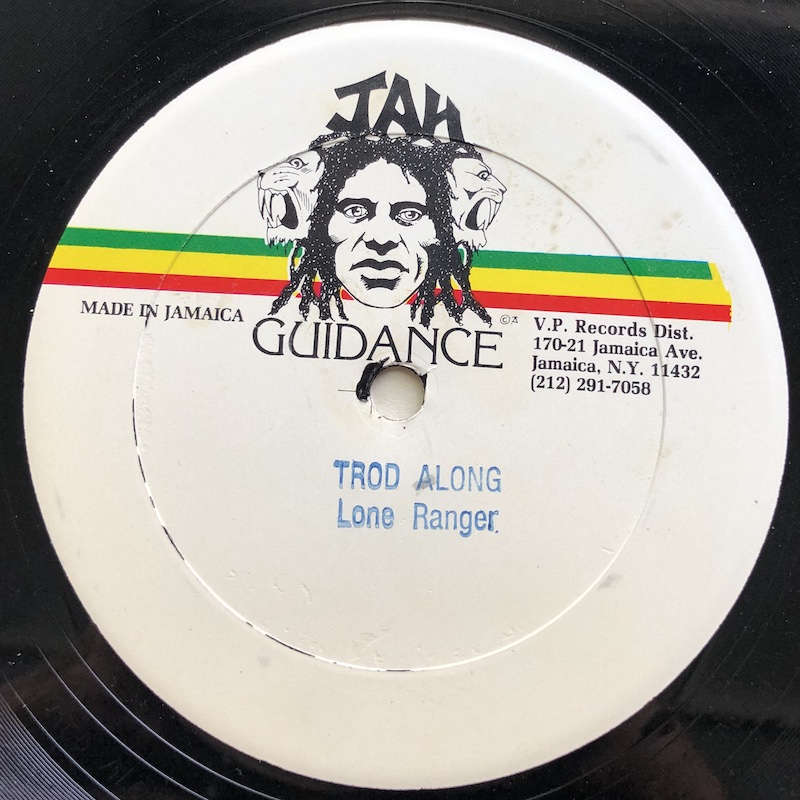 JAH
MADE IN JAMAICA
GUIDANCE
V.P. Records Dist.
170-21 Jamaica Ave.
Jamaica, N.Y. 11432
(212) 291-7058
TROD ALONG
Lone Ranger